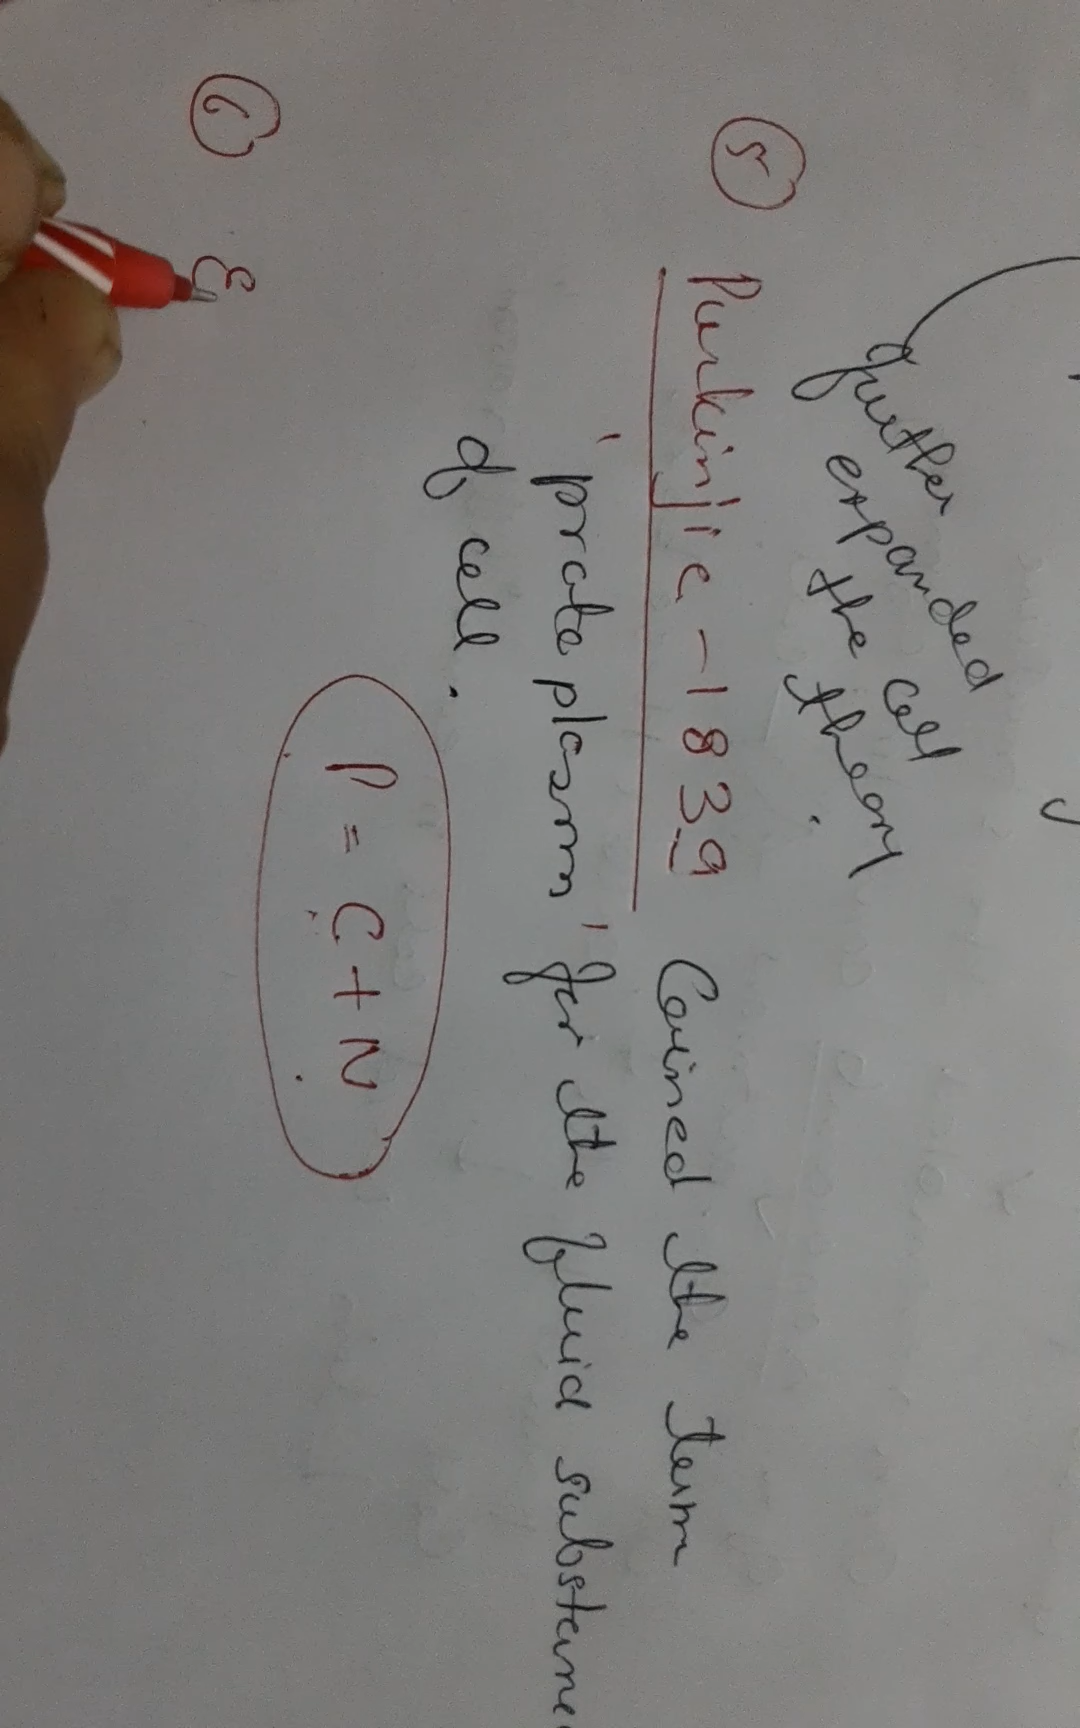 further
expanded
the cell
theory.
⑤ Purkinje - 1839 Coined the term
'protoplasm' for the fluid substance
of cell.
P = C + N
⑥ E